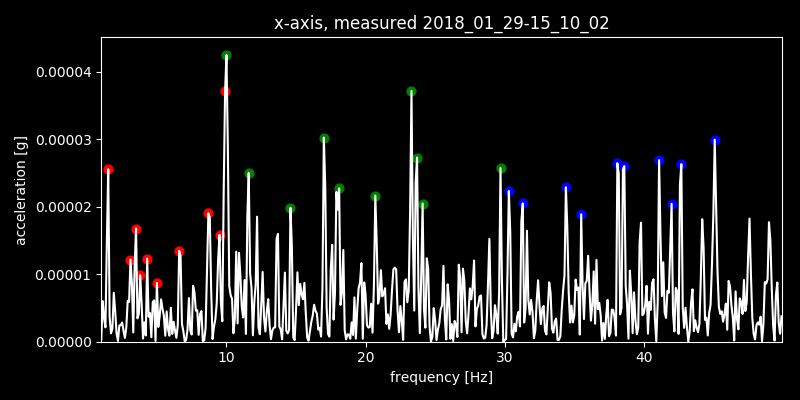 x-axis, measured 2018_01_29-15_10_02
0.00004
0.00003
0.00002
0.00001
0.00000
acceleration [g]
10 20 30 40
frequency [Hz]